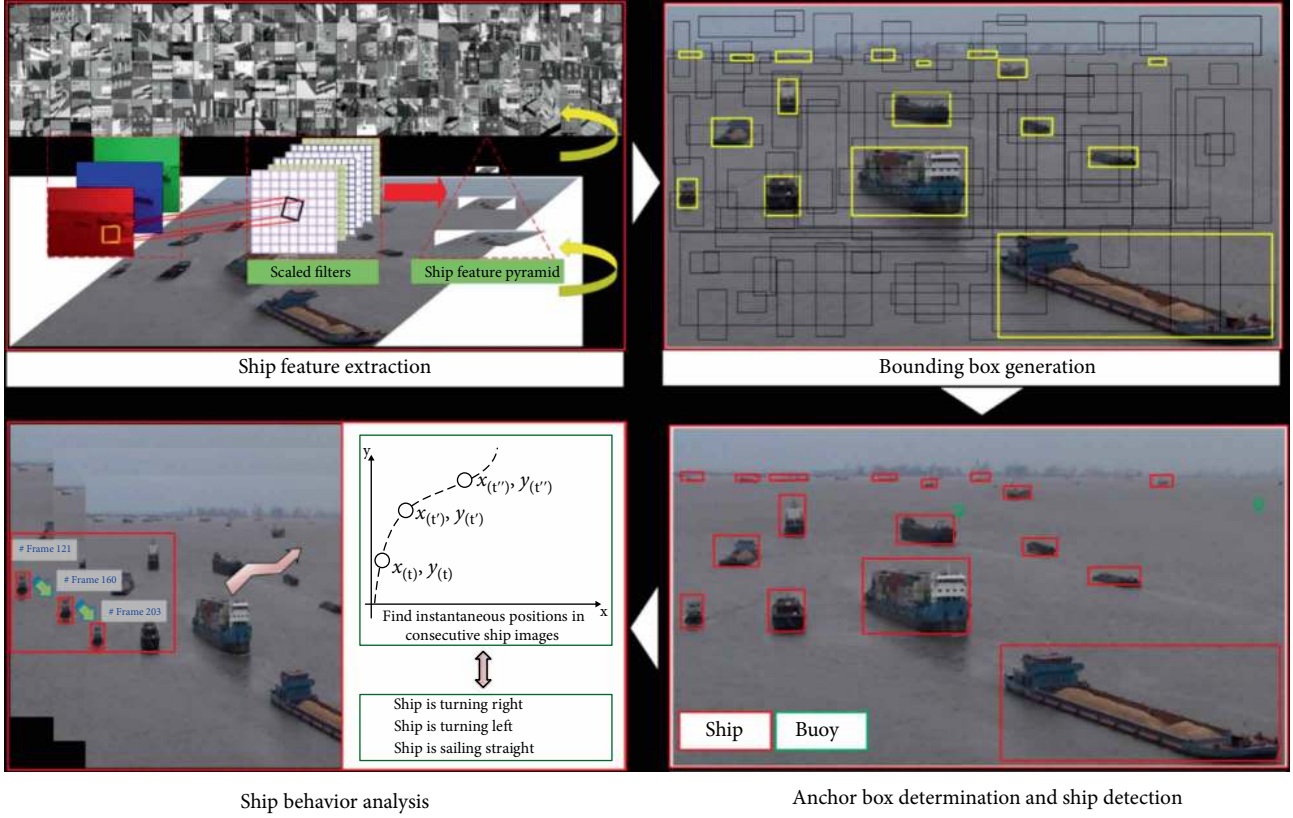 Scaled filters
Ship feature pyramid
Ship feature extraction
Bounding box generation
# Frame 121
# Frame 160
# Frame 203
y
x(t''), y(t'')
x(t'), y(t')
x(t), y(t)
x
Find instantaneous positions in
consecutive ship images
Ship is turning right
Ship is turning left
Ship is sailing straight
Ship
Buoy
Ship behavior analysis
Anchor box determination and ship detection